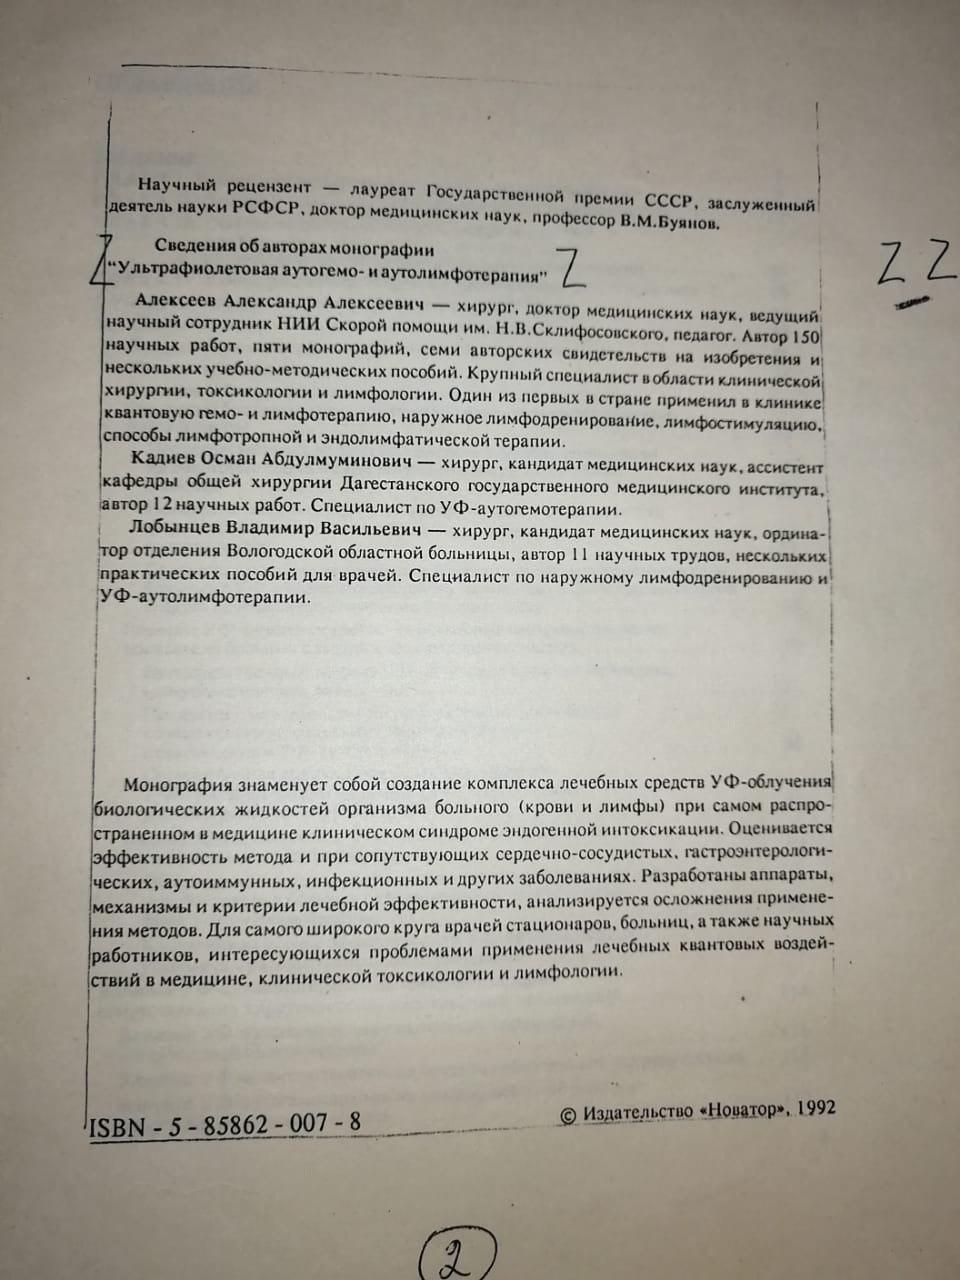 Научный рецензент — лауреат Государственной премии СССР, заслуженный
деятель науки РСФСР, доктор медицинских наук, профессор В.М.Буянов.
Сведения об авторах монографии
"Ультрафиолетовая аутогемо- и аутолимфотерапия"
Z Z
Z Z
Алексеев Александр Алексеевич — хирург, доктор медицинских наук, ведущий
научный сотрудник НИИ Скорой помощи им. Н.В.Склифосовского, педагог. Автор 150
научных работ, пяти монографий, семи авторских свидетельств на изобретения и
нескольких учебно-методических пособий. Крупный специалист в области клинической
хирургии, токсикологии и лимфологии. Один из первых в стране применил в клинике
квантовую гемо- и лимфотерапию, наружное лимфодренирование, лимфостимуляцию,
способы лимфотропной и эндолимфатической терапии.
Кадиев Осман Абдулмуминович — хирург, кандидат медицинских наук, ассистент
кафедры общей хирургии Дагестанского государственного медицинского института,
автор 12 научных работ. Специалист по УФ-аутогемотерапии.
Лобынцев Владимир Васильевич — хирург, кандидат медицинских наук, ордина-
тор отделения Вологодской областной больницы, автор 11 научных трудов, нескольких
практических пособий для врачей. Специалист по наружному лимфодренированию и
УФ-аутолимфотерапии.
Монография знаменует собой создание комплекса лечебных средств УФ-облучения
биологических жидкостей организма больного (крови и лимфы) при самом распро-
страненном в медицине клиническом синдроме эндогенной интоксикации. Оценивается
эффективность метода и при сопутствующих сердечно-сосудистых, гастроэнтерологи-
ческих, аутоиммунных, инфекционных и других заболеваниях. Разработаны аппараты,
механизмы и критерии лечебной эффективности, анализируется осложнения примене-
ния методов. Для самого широкого круга врачей стационаров, больниц, а также научных
работников, интересующихся проблемами применения лечебных квантовых воздей-
ствий в медицине, клинической токсикологии и лимфологии.
ISBN - 5 - 85862 - 007 - 8
© Издательство «Новатор», 1992
2